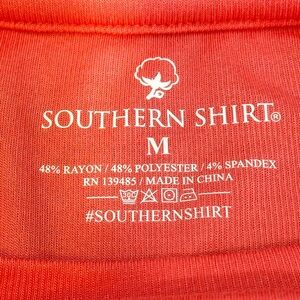 SOUTHERN SHIRT®
M
48% RAYON / 48% POLYESTER / 4% SPANDEX
RN 139485 / MADE IN CHINA
#SOUTHERNSHIRT